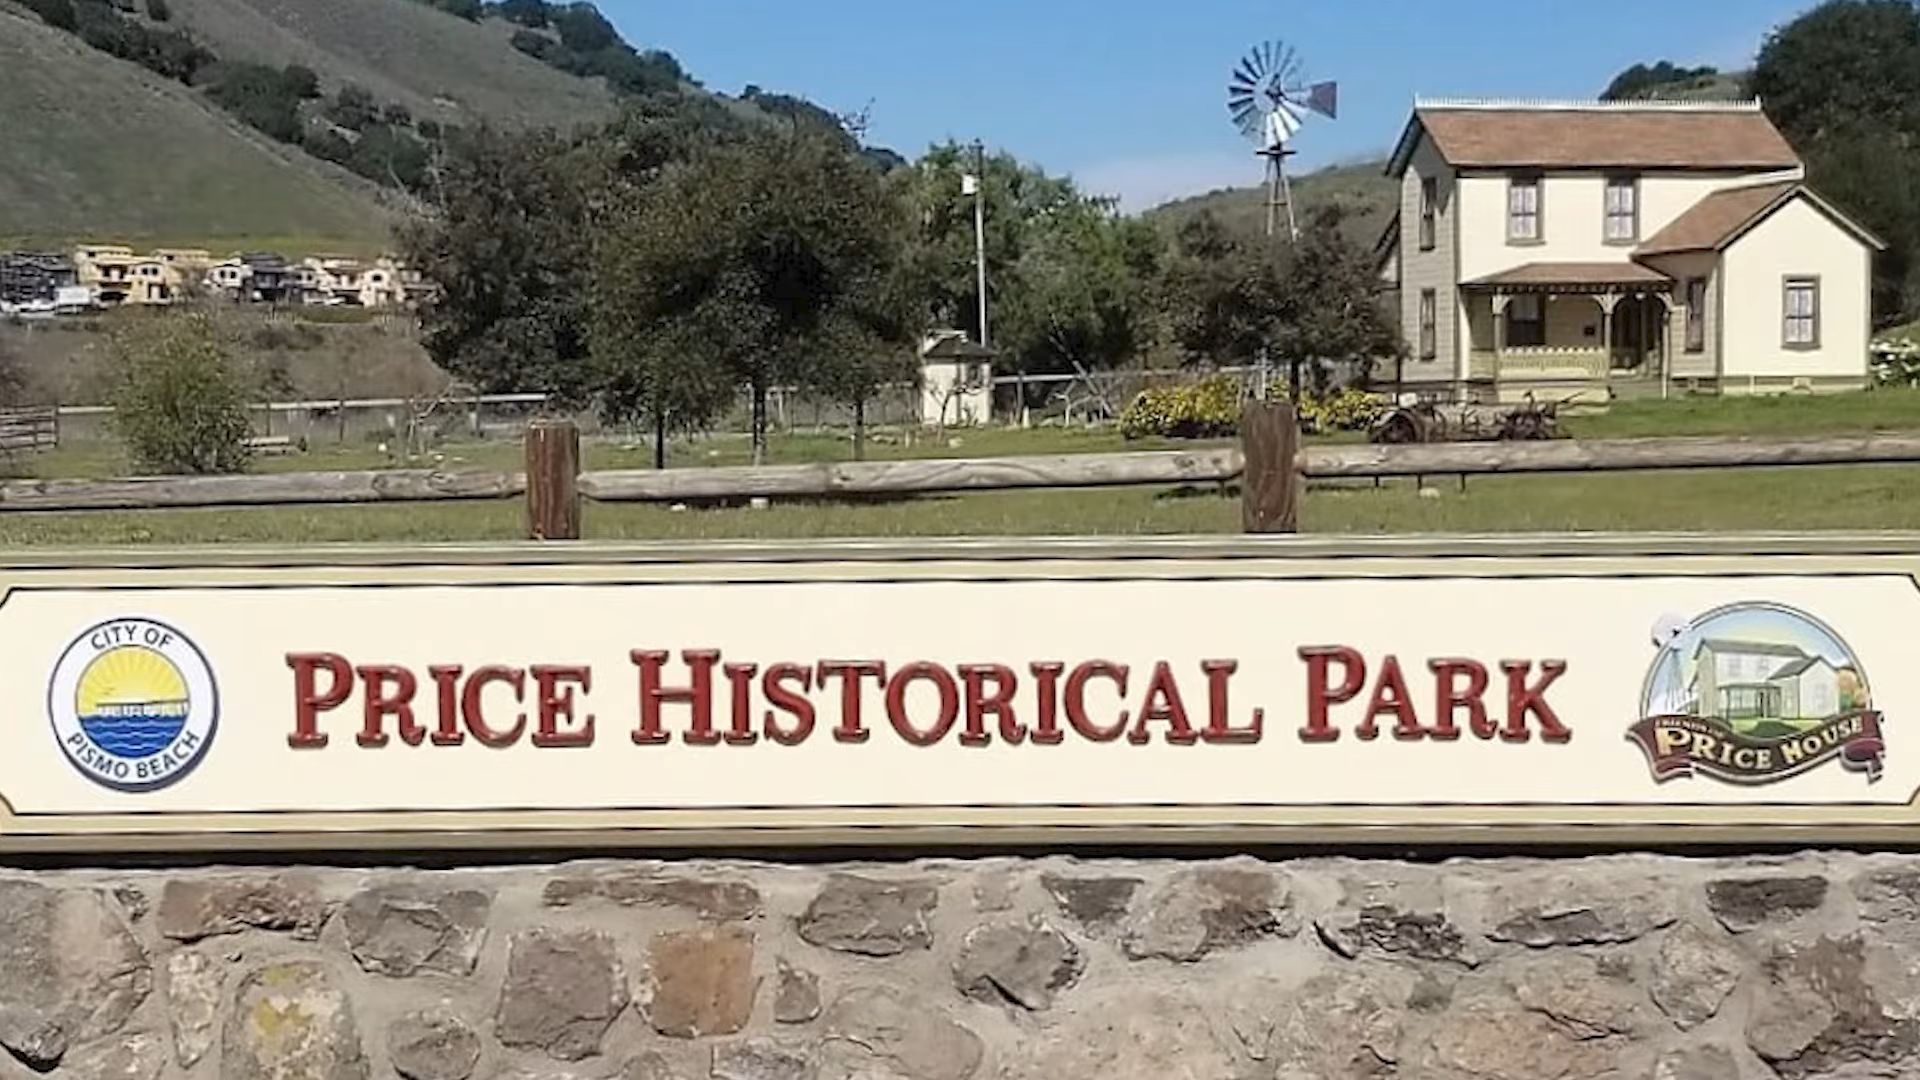 CITY OF
PISMO BEACH
PRICE HISTORICAL PARK
PRICE HOUSE